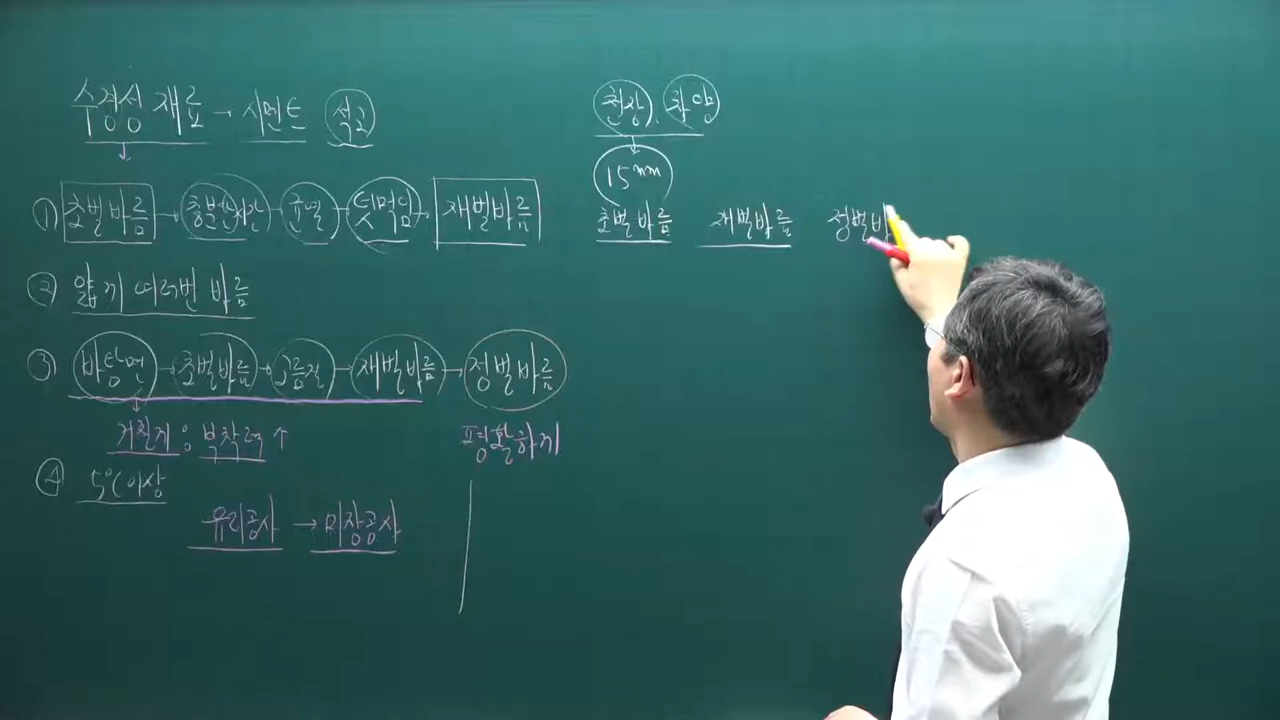 수경성 재료 → 시멘트 석고
① 초벌바름 → 충분한시간 - 균열 - 덧먹임 → 재벌바름
② 얇게 여러번 바름
③ 바탕면 → 초벌바름 → 고름질 - 재벌바름 → 정벌바름
거칠게 : 부착력 ↑
평활하게
④ 5℃이상
유리공사 → 미장공사
천장, 차양
15mm
초벌바름 재벌바름 정벌바